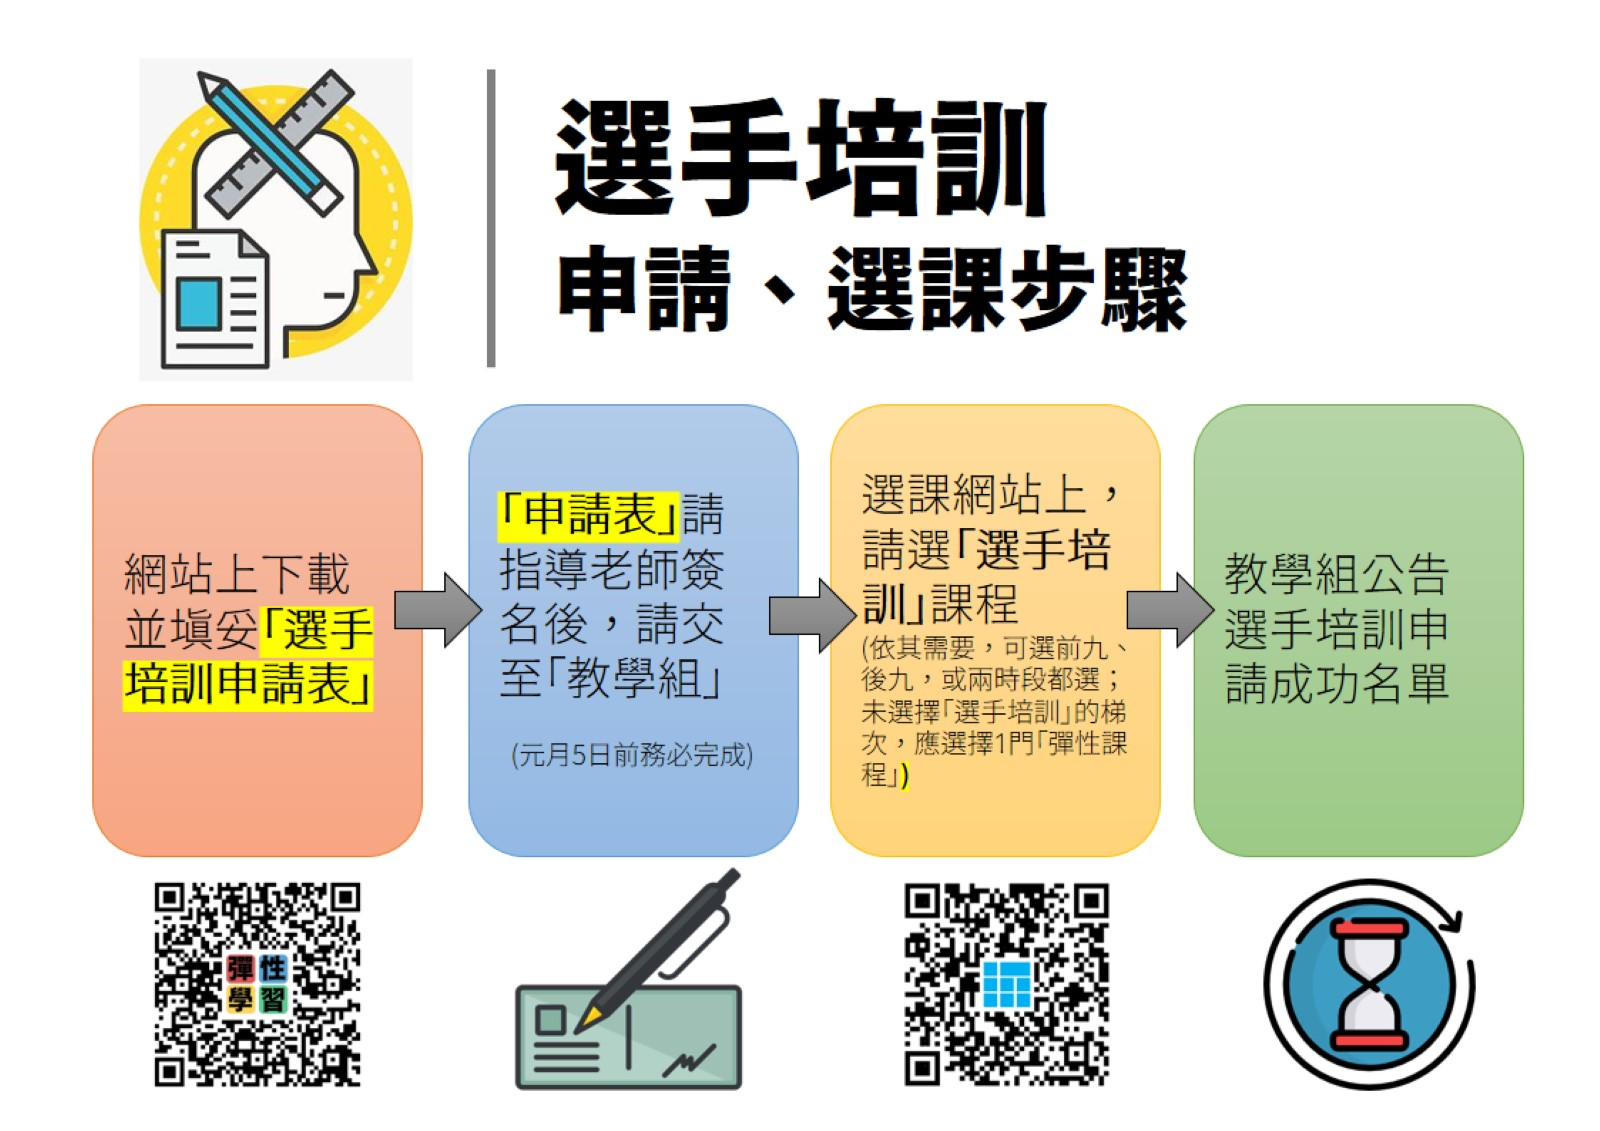 選手培訓
申請、選課步驟
網站上下載
並填妥「選手
培訓申請表」
「申請表」請
指導老師簽
名後，請交
至「教學組」
(元月5日前務必完成)
選課網站上，
請選「選手培
訓」課程
(依其需要，可選前九、
後九，或兩時段都選；
未選擇「選手培訓」的梯
次，應選擇1門「彈性課
程」)
教學組公告
選手培訓申
請成功名單
彈性
學習